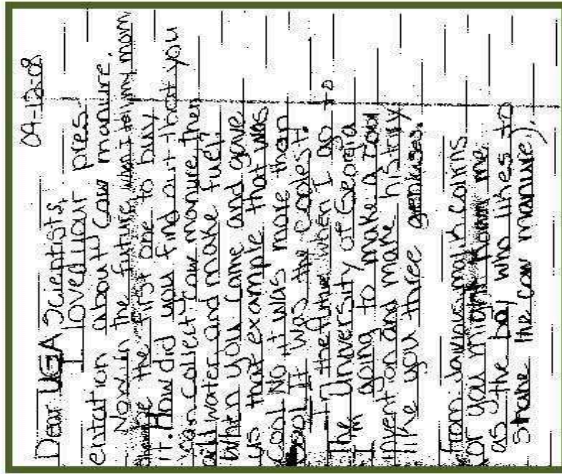 09-12-08
Dear UGA Scientists,
I loved your pres-
entation about cow manure.
Now in the future, when I tell my mom
the first one to buy
it. How did you find out that you
can collect cow manure, then
add water and make fuel.
When you came and gave
us that example that was
cool. No it was more than
cool it was the coolest!
In the future when I go to
the University of Georgia
I'm going to make a cow
invention and make history
like you three geniuses.
from, malik cairns
(or you might know me
as the boy who likes to
shake the cow manure).